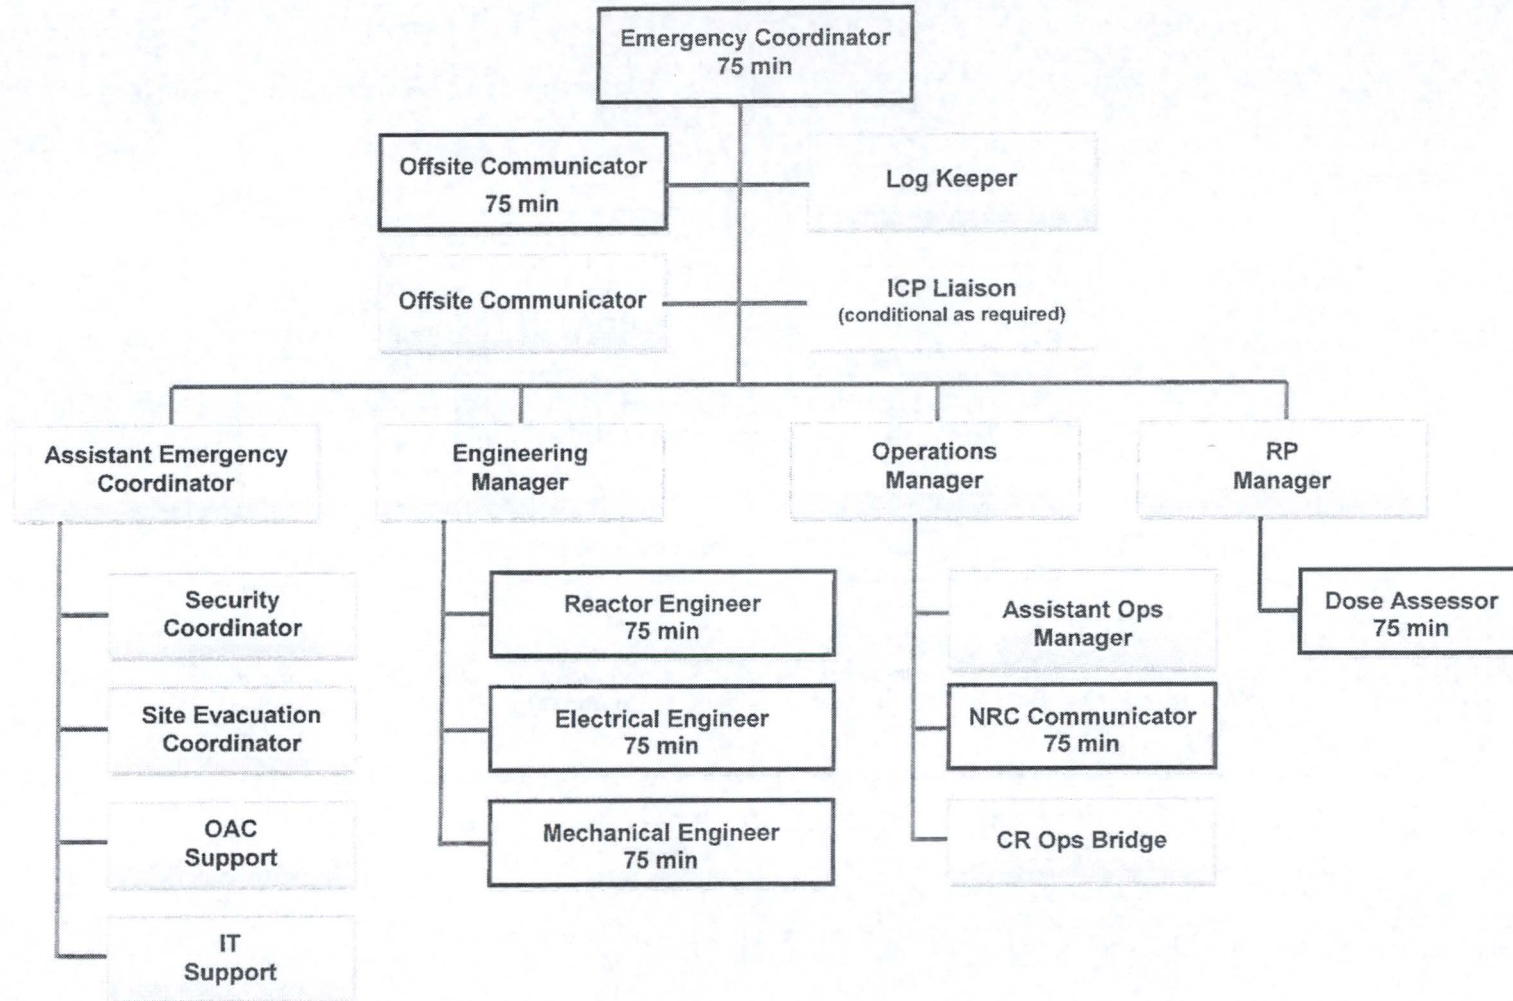 Emergency Coordinator
75 min
Offsite Communicator
75 min
Log Keeper
Offsite Communicator
ICP Liaison
(conditional as required)
Assistant Emergency
Coordinator
Engineering
Manager
Operations
Manager
RP
Manager
Security
Coordinator
Site Evacuation
Coordinator
OAC
Support
IT
Support
Reactor Engineer
75 min
Electrical Engineer
75 min
Mechanical Engineer
75 min
Assistant Ops
Manager
NRC Communicator
75 min
CR Ops Bridge
Dose Assessor
75 min